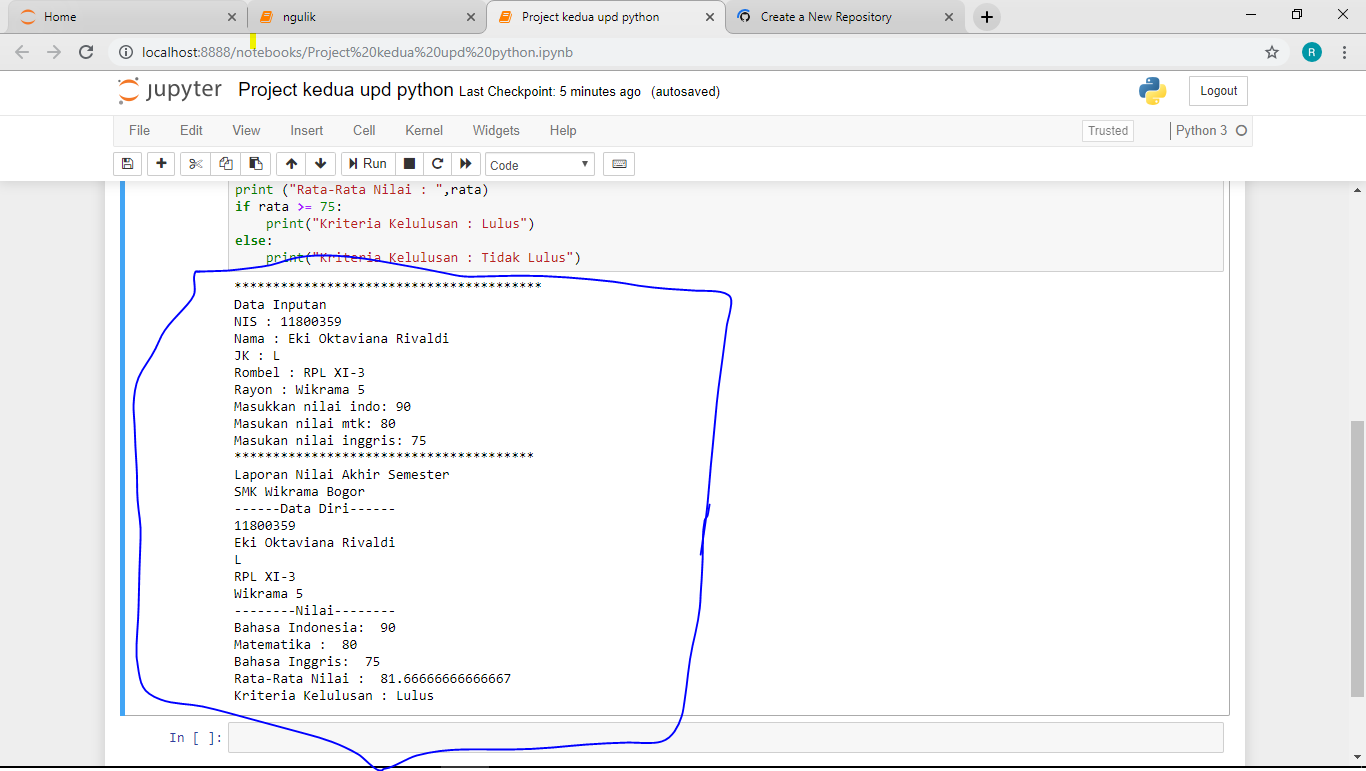 Home
ngulik
Project kedua upd python
Create a New Repository
localhost:8888/notebooks/Project%20kedua%20upd%20python.ipynb
R
jupyter Project kedua upd python Last Checkpoint: 5 minutes ago (autosaved)
Logout
File Edit View Insert Cell Kernel Widgets Help
Trusted
Python 3
Run
Code
print ("Rata-Rata Nilai : ",rata)
if rata >= 75:
    print("Kriteria Kelulusan : Lulus")
else:
    print("Kriteria Kelulusan : Tidak Lulus")
****************************************
Data Inputan
NIS : 11800359
Nama : Eki Oktaviana Rivaldi
JK : L
Rombel : RPL XI-3
Rayon : Wikrama 5
Masukkan nilai indo: 90
Masukan nilai mtk: 80
Masukan nilai inggris: 75
***************************************
Laporan Nilai Akhir Semester
SMK Wikrama Bogor
------Data Diri------
11800359
Eki Oktaviana Rivaldi
L
RPL XI-3
Wikrama 5
--------Nilai--------
Bahasa Indonesia:  90
Matematika :  80
Bahasa Inggris:  75
Rata-Rata Nilai :  81.66666666666667
Kriteria Kelulusan : Lulus
In [ ]: